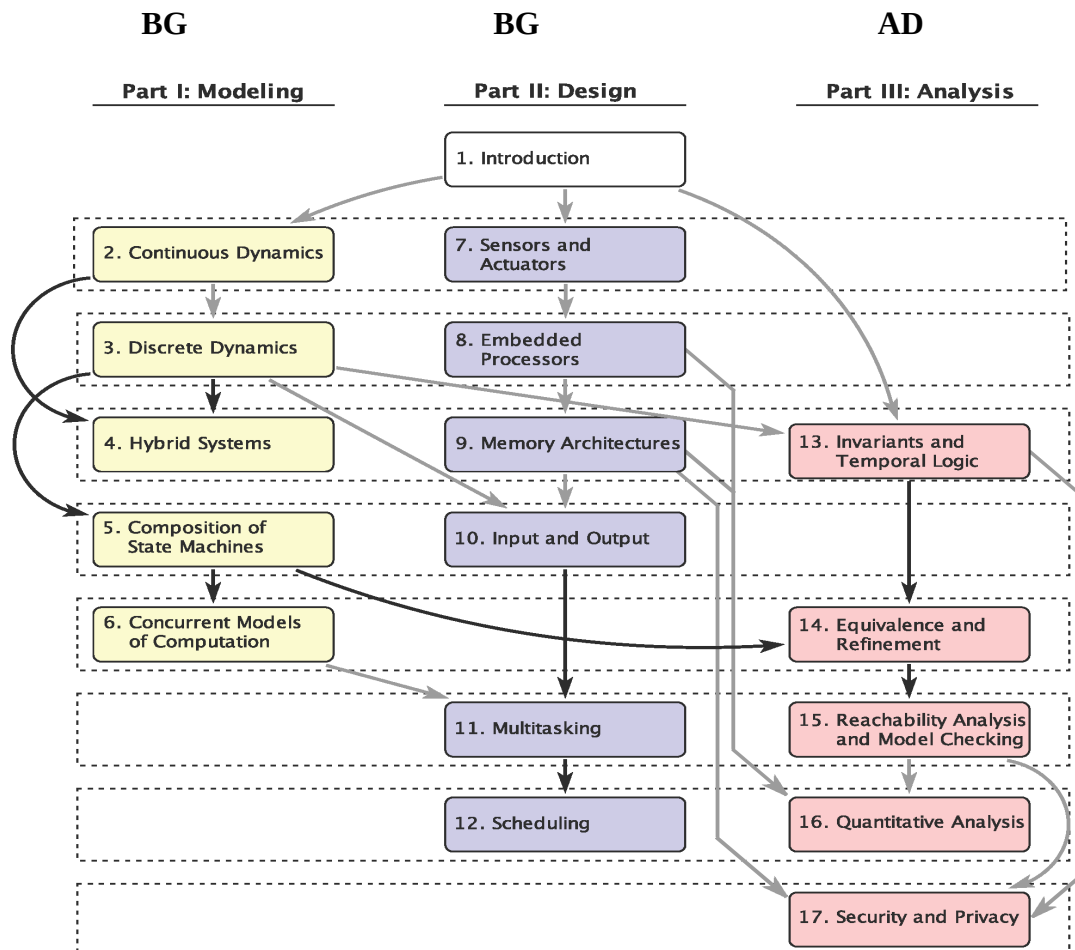 BG BG AD
Part I: Modeling Part II: Design Part III: Analysis
1. Introduction
2. Continuous Dynamics
7. Sensors and
Actuators
3. Discrete Dynamics
8. Embedded
Processors
4. Hybrid Systems
9. Memory Architectures
13. Invariants and
Temporal Logic
5. Composition of
State Machines
10. Input and Output
6. Concurrent Models
of Computation
14. Equivalence and
Refinement
11. Multitasking
15. Reachability Analysis
and Model Checking
12. Scheduling
16. Quantitative Analysis
17. Security and Privacy